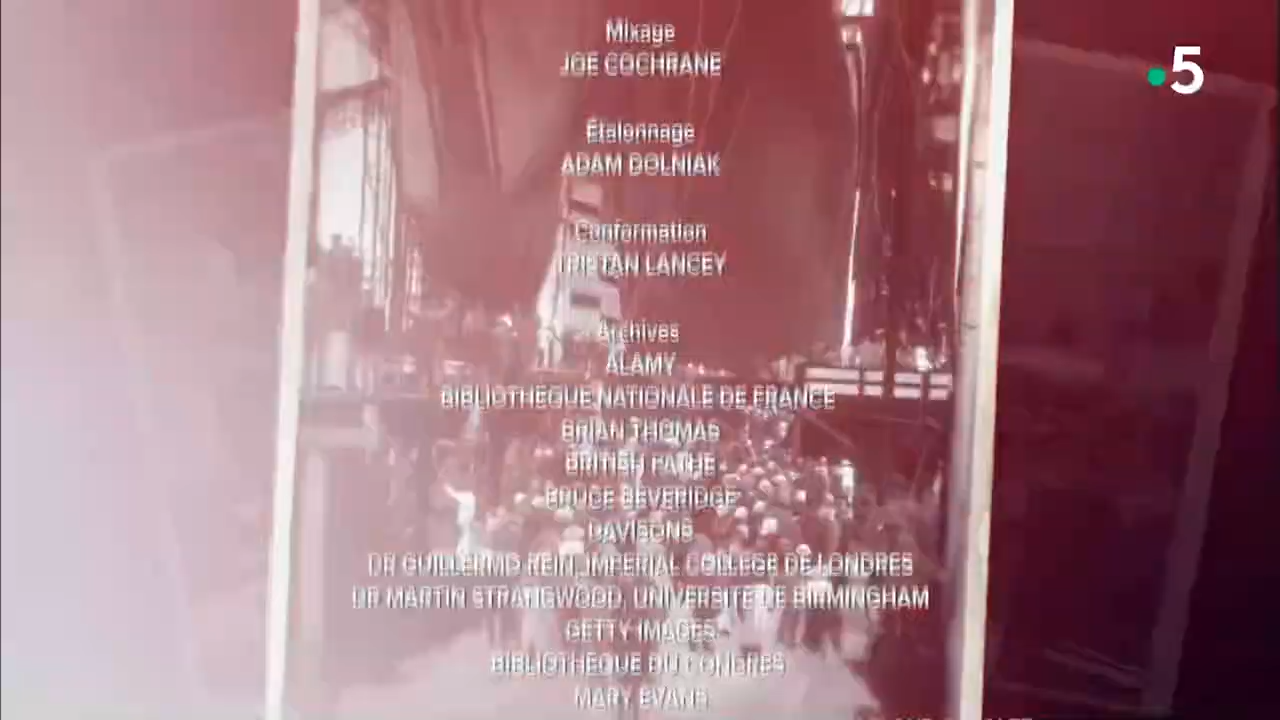 Mixage
JOE COCHRANE
5
Étalonnage
ADAM DOLNIAK
Conformation
TRISTAN LANCEY
Archives
ALAMY
BIBLIOTHEQUE NATIONALE DE FRANCE
BRIAN THOMAS
BRITISH PATHE
BRUCE BEVERIDGE
DAVISONS
DR GUILLERMO REIN, IMPERIAL COLLEGE DE LONDRES
DR MARTIN STRANGWOOD, UNIVERSITE DE BIRMINGHAM
GETTY IMAGES
BIBLIOTHEQUE DU CONGRES
MARY EVANS